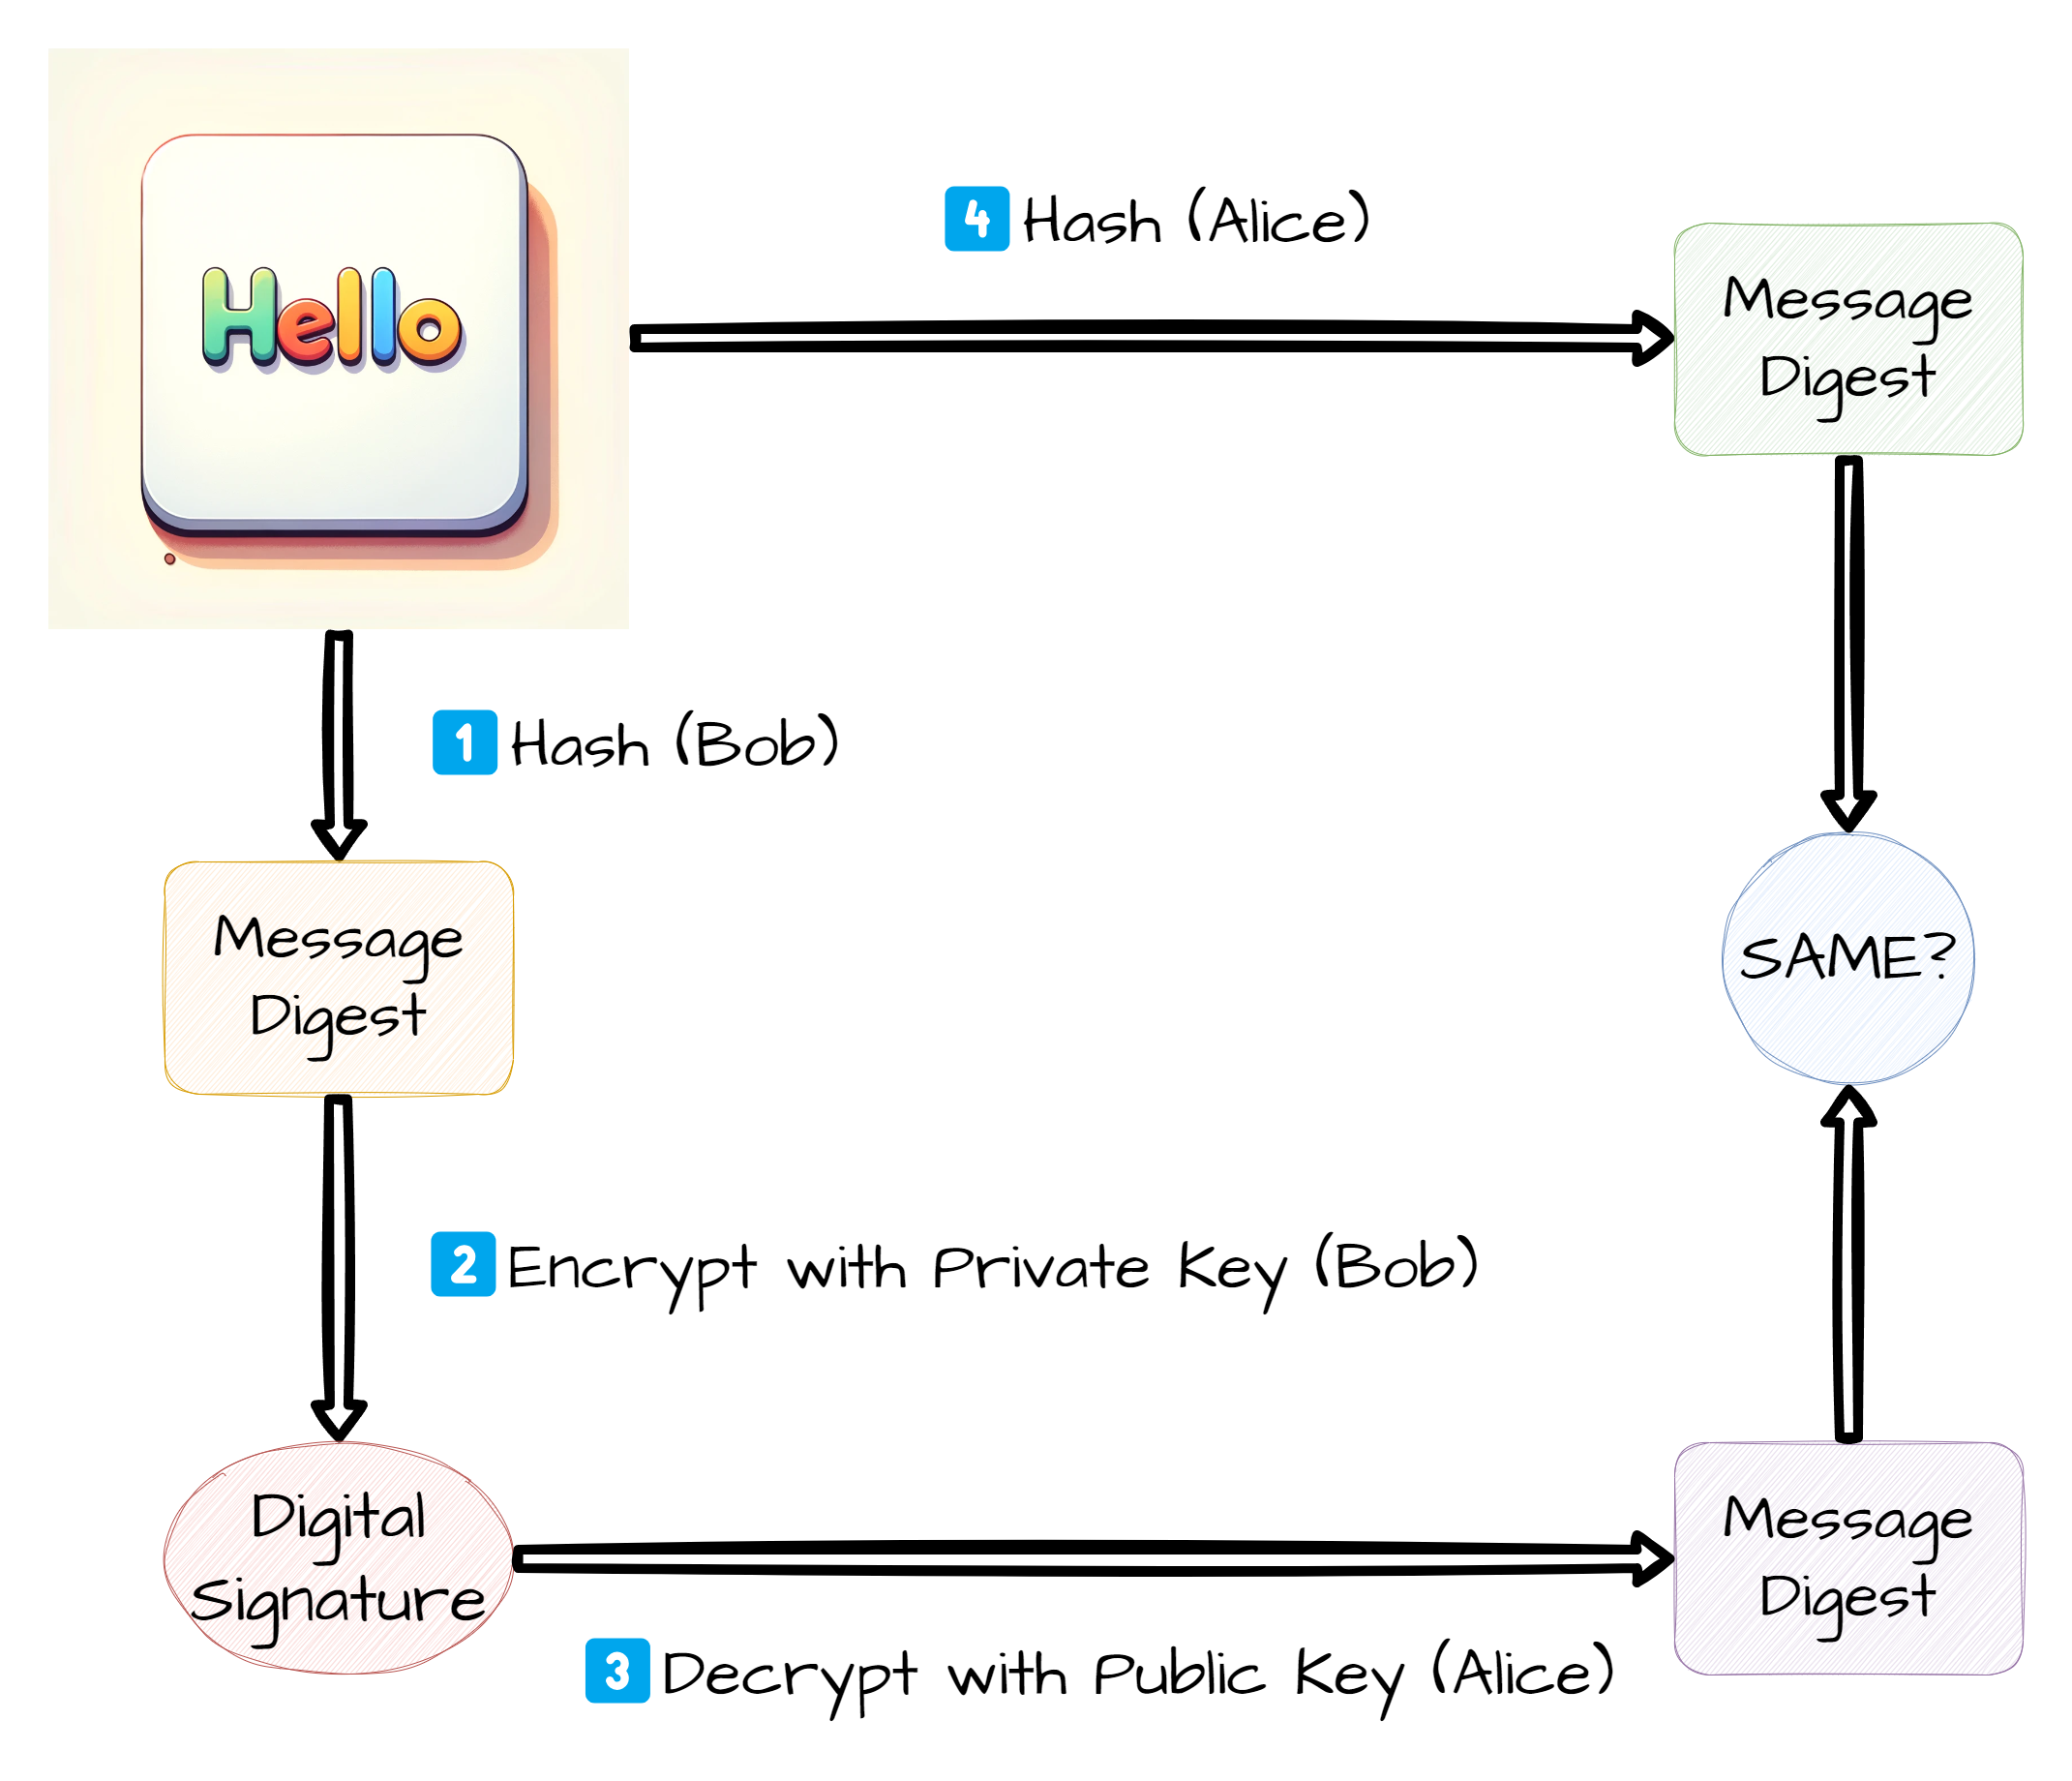 Hello
4 Hash (Alice)
Message
Digest
1 Hash (Bob)
Message
Digest
SAME?
2 Encrypt with Private Key (Bob)
Digital
Signature
Message
Digest
3 Decrypt with Public Key (Alice)